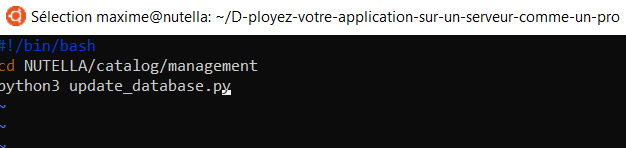 Sélection maxime@nutella: ~/D-ployez-votre-application-sur-un-serveur-comme-un-pro
#!/bin/bash
cd NUTELLA/catalog/management
python3 update_database.py
~
~
~